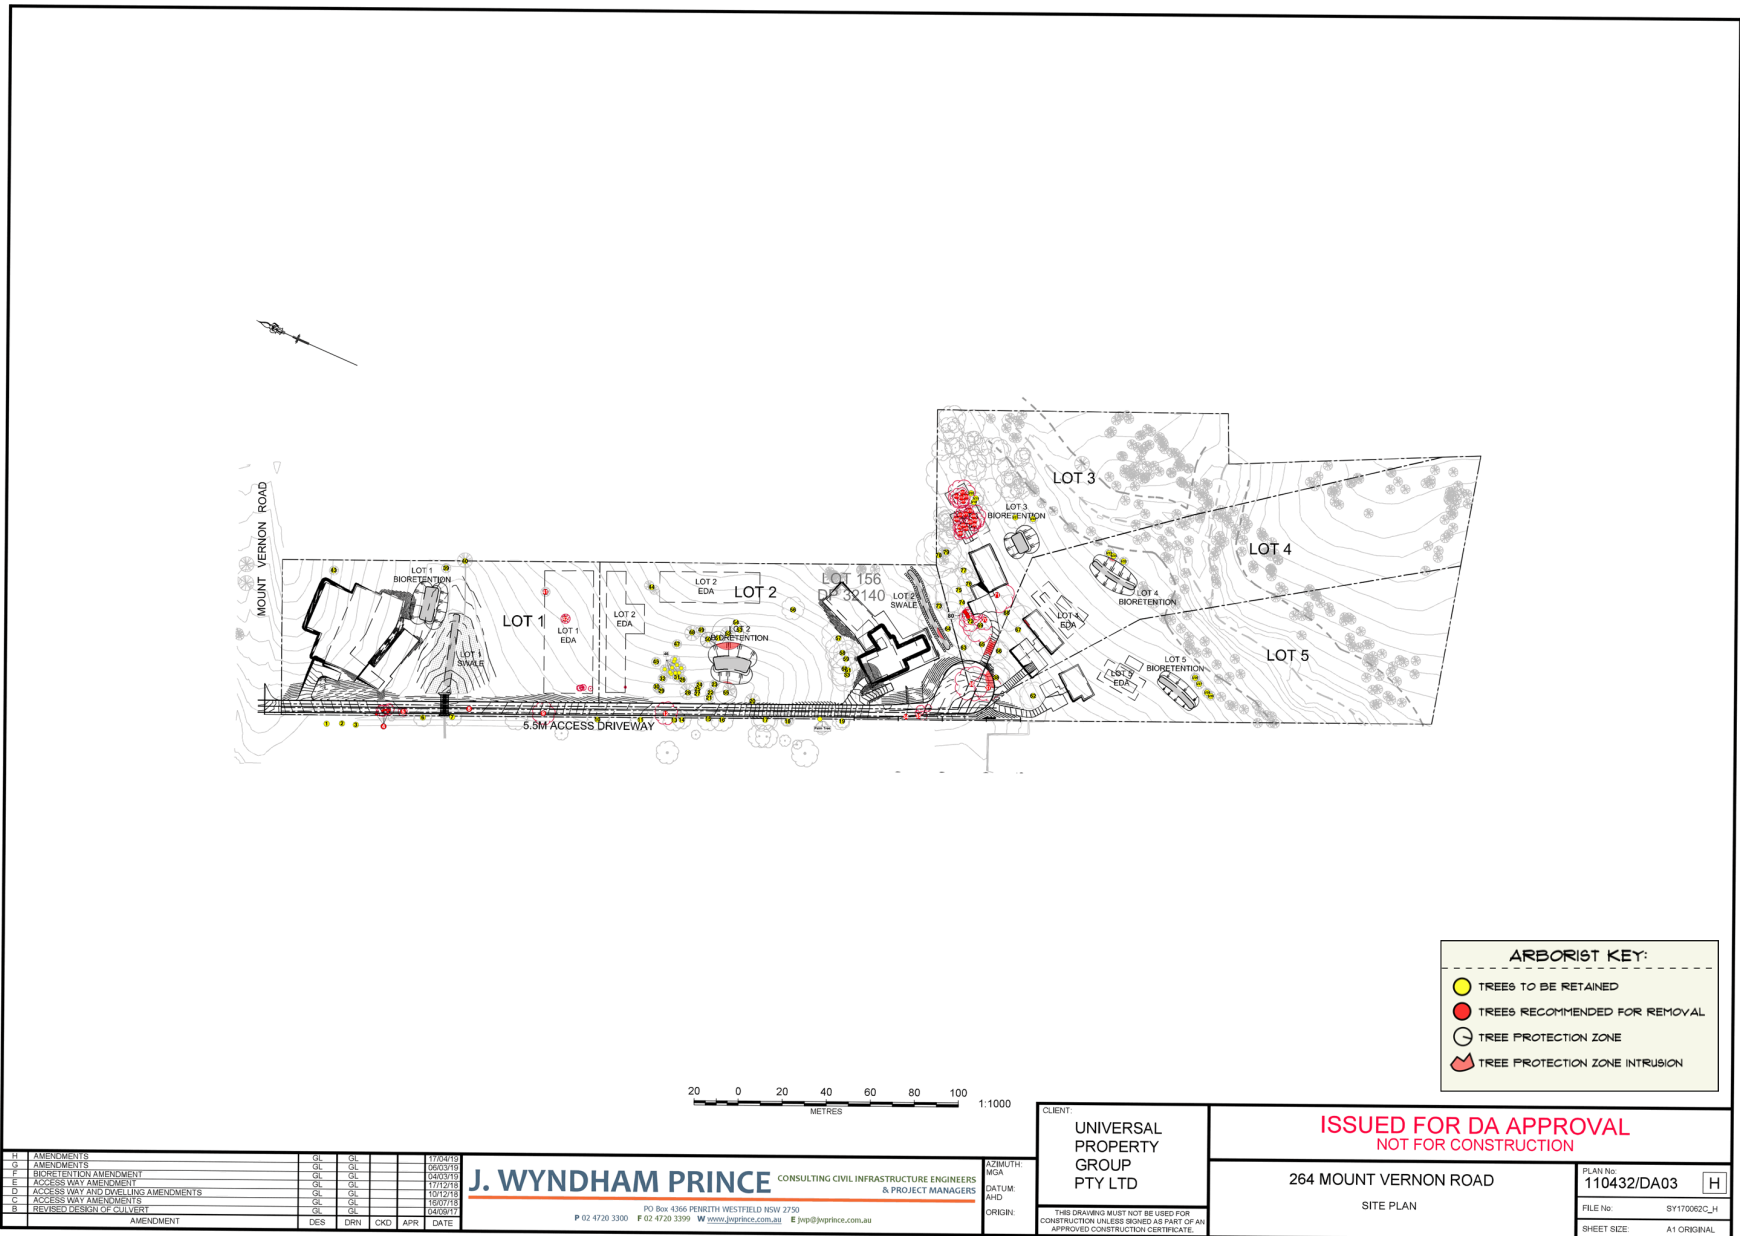 MOUNT VERNON ROAD
LOT 1
BIORETENTION
LOT 1
LOT 1
EDA
SWALE
LOT 2
EDA
LOT 2
EDA
LOT 2
LOT 156
DP 32140
LOT 2
SWALE
BIORETENTION
5.5M ACCESS DRIVEWAY
LOT 3
LOT 3
BIORETENTION
LOT 4
LOT 4
BIORETENTION
LOT 4
EDA
LOT 5
LOT 5
BIORETENTION
LOT 5
EDA
ARBORIST KEY:
TREES TO BE RETAINED
TREES RECOMMENDED FOR REMOVAL
TREE PROTECTION ZONE
TREE PROTECTION ZONE INTRUSION
20 0 20 40 60 80 100
METRES
1:1000
H AMENDMENTS GL GL 17/04/19
G AMENDMENTS GL GL 06/03/19
F BIORETENTION AMENDMENT GL GL 04/03/19
E ACCESS WAY AMENDMENT GL GL 17/12/18
D ACCESS WAY AND DWELLING AMENDMENTS GL GL 10/12/18
C ACCESS WAY AMENDMENTS GL GL 16/07/18
B REVISED DESIGN OF CULVERT GL GL 04/09/17
AMENDMENT DES DRN CKD APR DATE
J. WYNDHAM PRINCE
CONSULTING CIVIL INFRASTRUCTURE ENGINEERS
& PROJECT MANAGERS
PO Box 4366 PENRITH WESTFIELD NSW 2750
P 02 4720 3300 F 02 4720 3399 W www.jwprince.com.au E jwp@jwprince.com.au
AZIMUTH:
MGA
DATUM:
AHD
ORIGIN:
CLIENT:
UNIVERSAL
PROPERTY
GROUP
PTY LTD
THIS DRAWING MUST NOT BE USED FOR
CONSTRUCTION UNLESS SIGNED AS PART OF AN
APPROVED CONSTRUCTION CERTIFICATE.
ISSUED FOR DA APPROVAL
NOT FOR CONSTRUCTION
264 MOUNT VERNON ROAD
SITE PLAN
PLAN No:
110432/DA03 H
FILE No: SY170062C_H
SHEET SIZE: A1 ORIGINAL